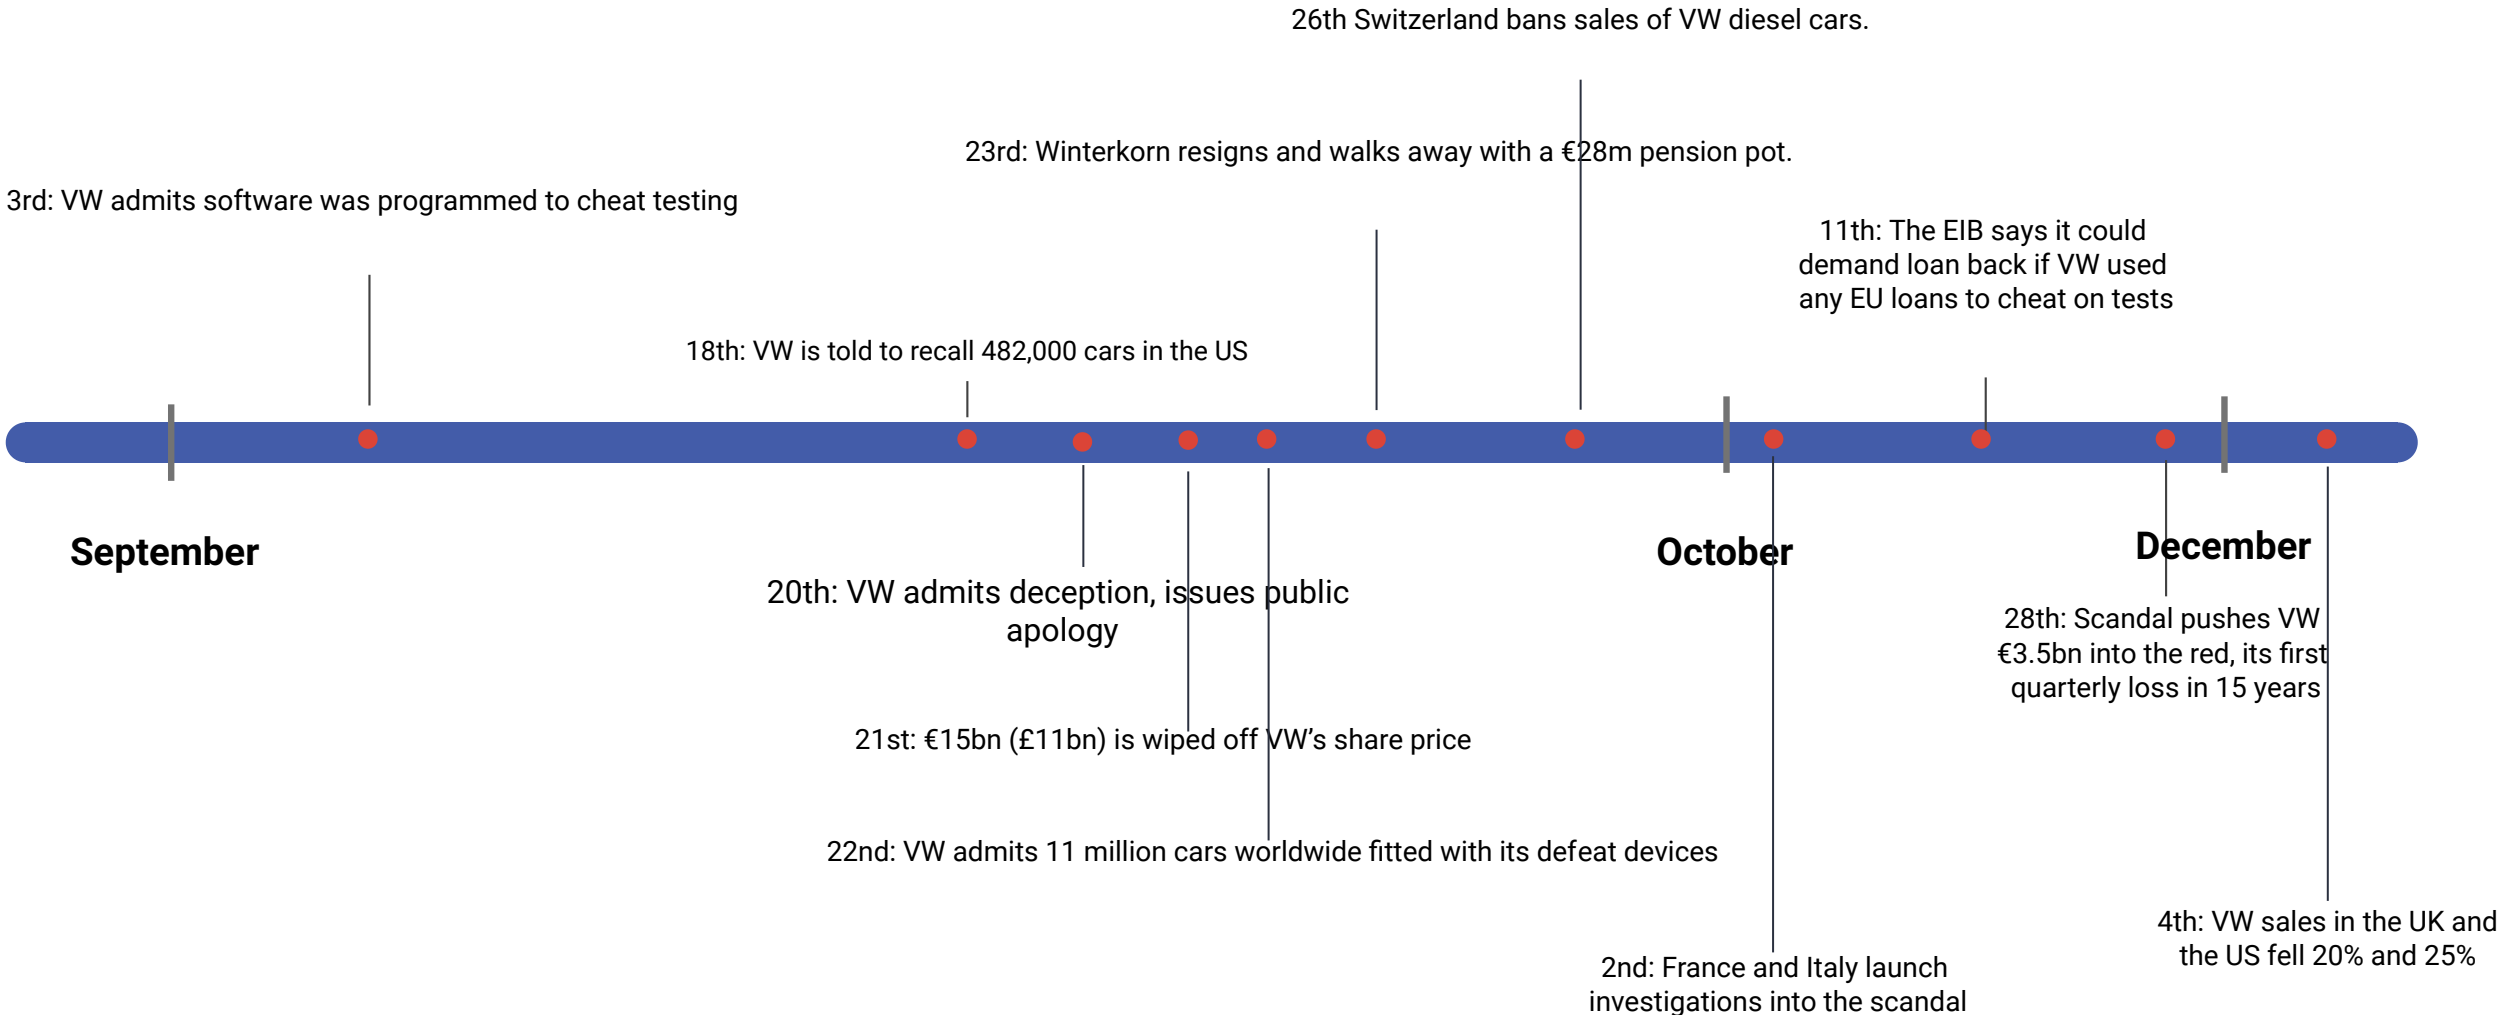 26th Switzerland bans sales of VW diesel cars.
23rd: Winterkorn resigns and walks away with a €28m pension pot.
3rd: VW admits software was programmed to cheat testing
11th: The EIB says it could
demand loan back if VW used
any EU loans to cheat on tests
18th: VW is told to recall 482,000 cars in the US
September
October
December
20th: VW admits deception, issues public
apology
28th: Scandal pushes VW
€3.5bn into the red, its first
quarterly loss in 15 years
21st: €15bn (£11bn) is wiped off VW’s share price
22nd: VW admits 11 million cars worldwide fitted with its defeat devices
4th: VW sales in the UK and
the US fell 20% and 25%
2nd: France and Italy launch
investigations into the scandal